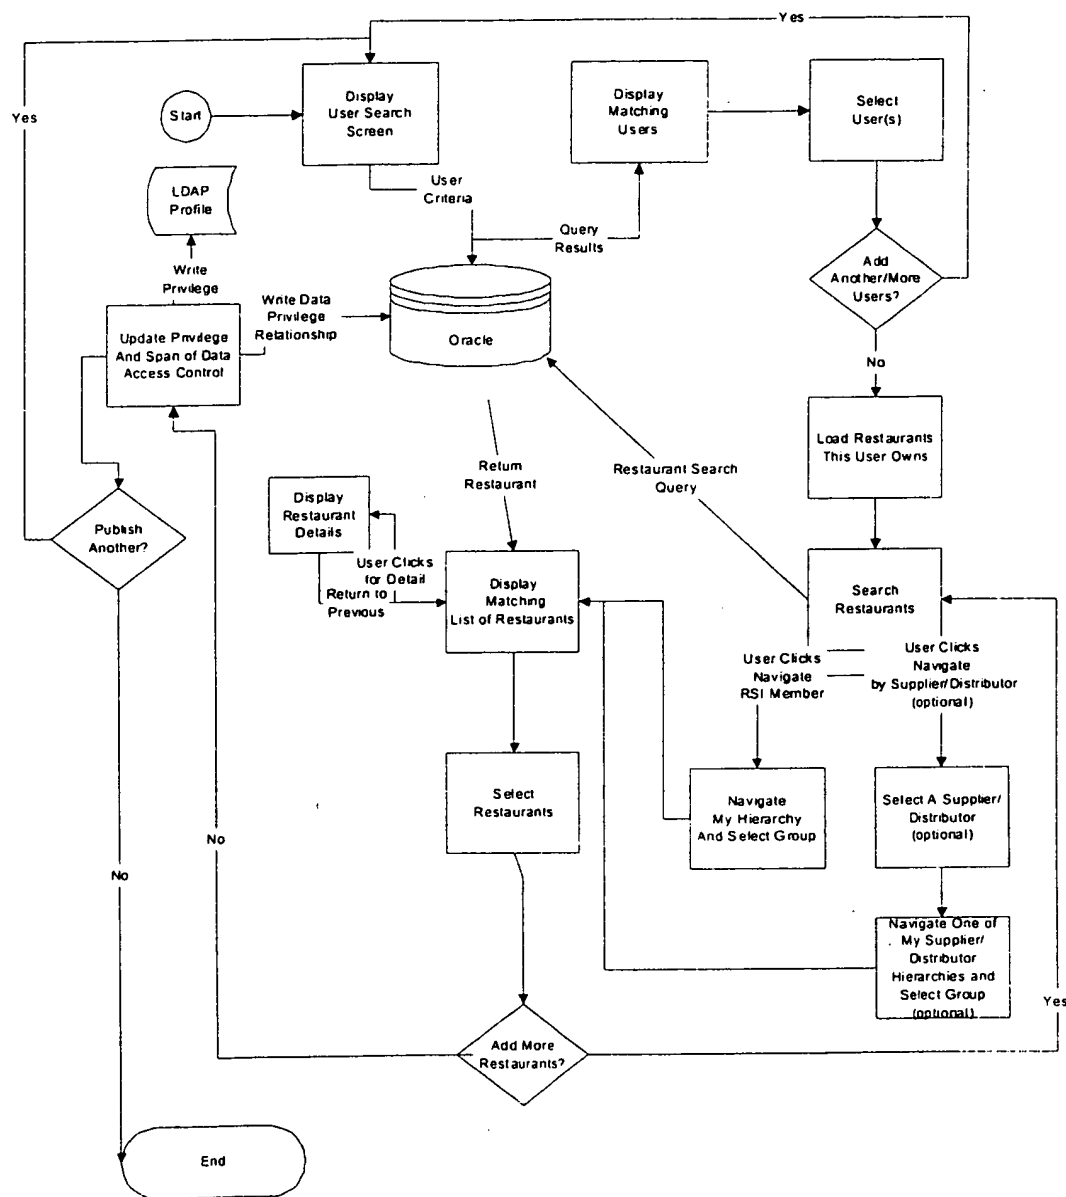 Yes
Yes
Start
Display
User Search
Screen
Display
Matching
Users
Select
User(s)
LDAP
Profile
User
Criteria
Query
Results
Write
Privilege
Add
Another/More
Users?
Write Data
Privilege
Relationship
Update Privilege
And Span of Data
Access Control
Oracle
No
Load Restaurants
This User Owns
Return
Restaurant
Restaurant Search
Query
Display
Restaurant
Details
Publish
Another?
User Clicks
for Detail
Return to
Previous
Display
Matching
List of Restaurants
Search
Restaurants
User Clicks
Navigate
RSI Member
User Clicks
Navigate
by Supplier/Distributor
(optional)
Select
Restaurants
Navigate
My Hierarchy
And Select Group
Select A Supplier/
Distributor
(optional)
No
No
Navigate One of
My Supplier/
Distributor
Hierarchies and
Select Group
(optional)
Yes
Add More
Restaurants?
End